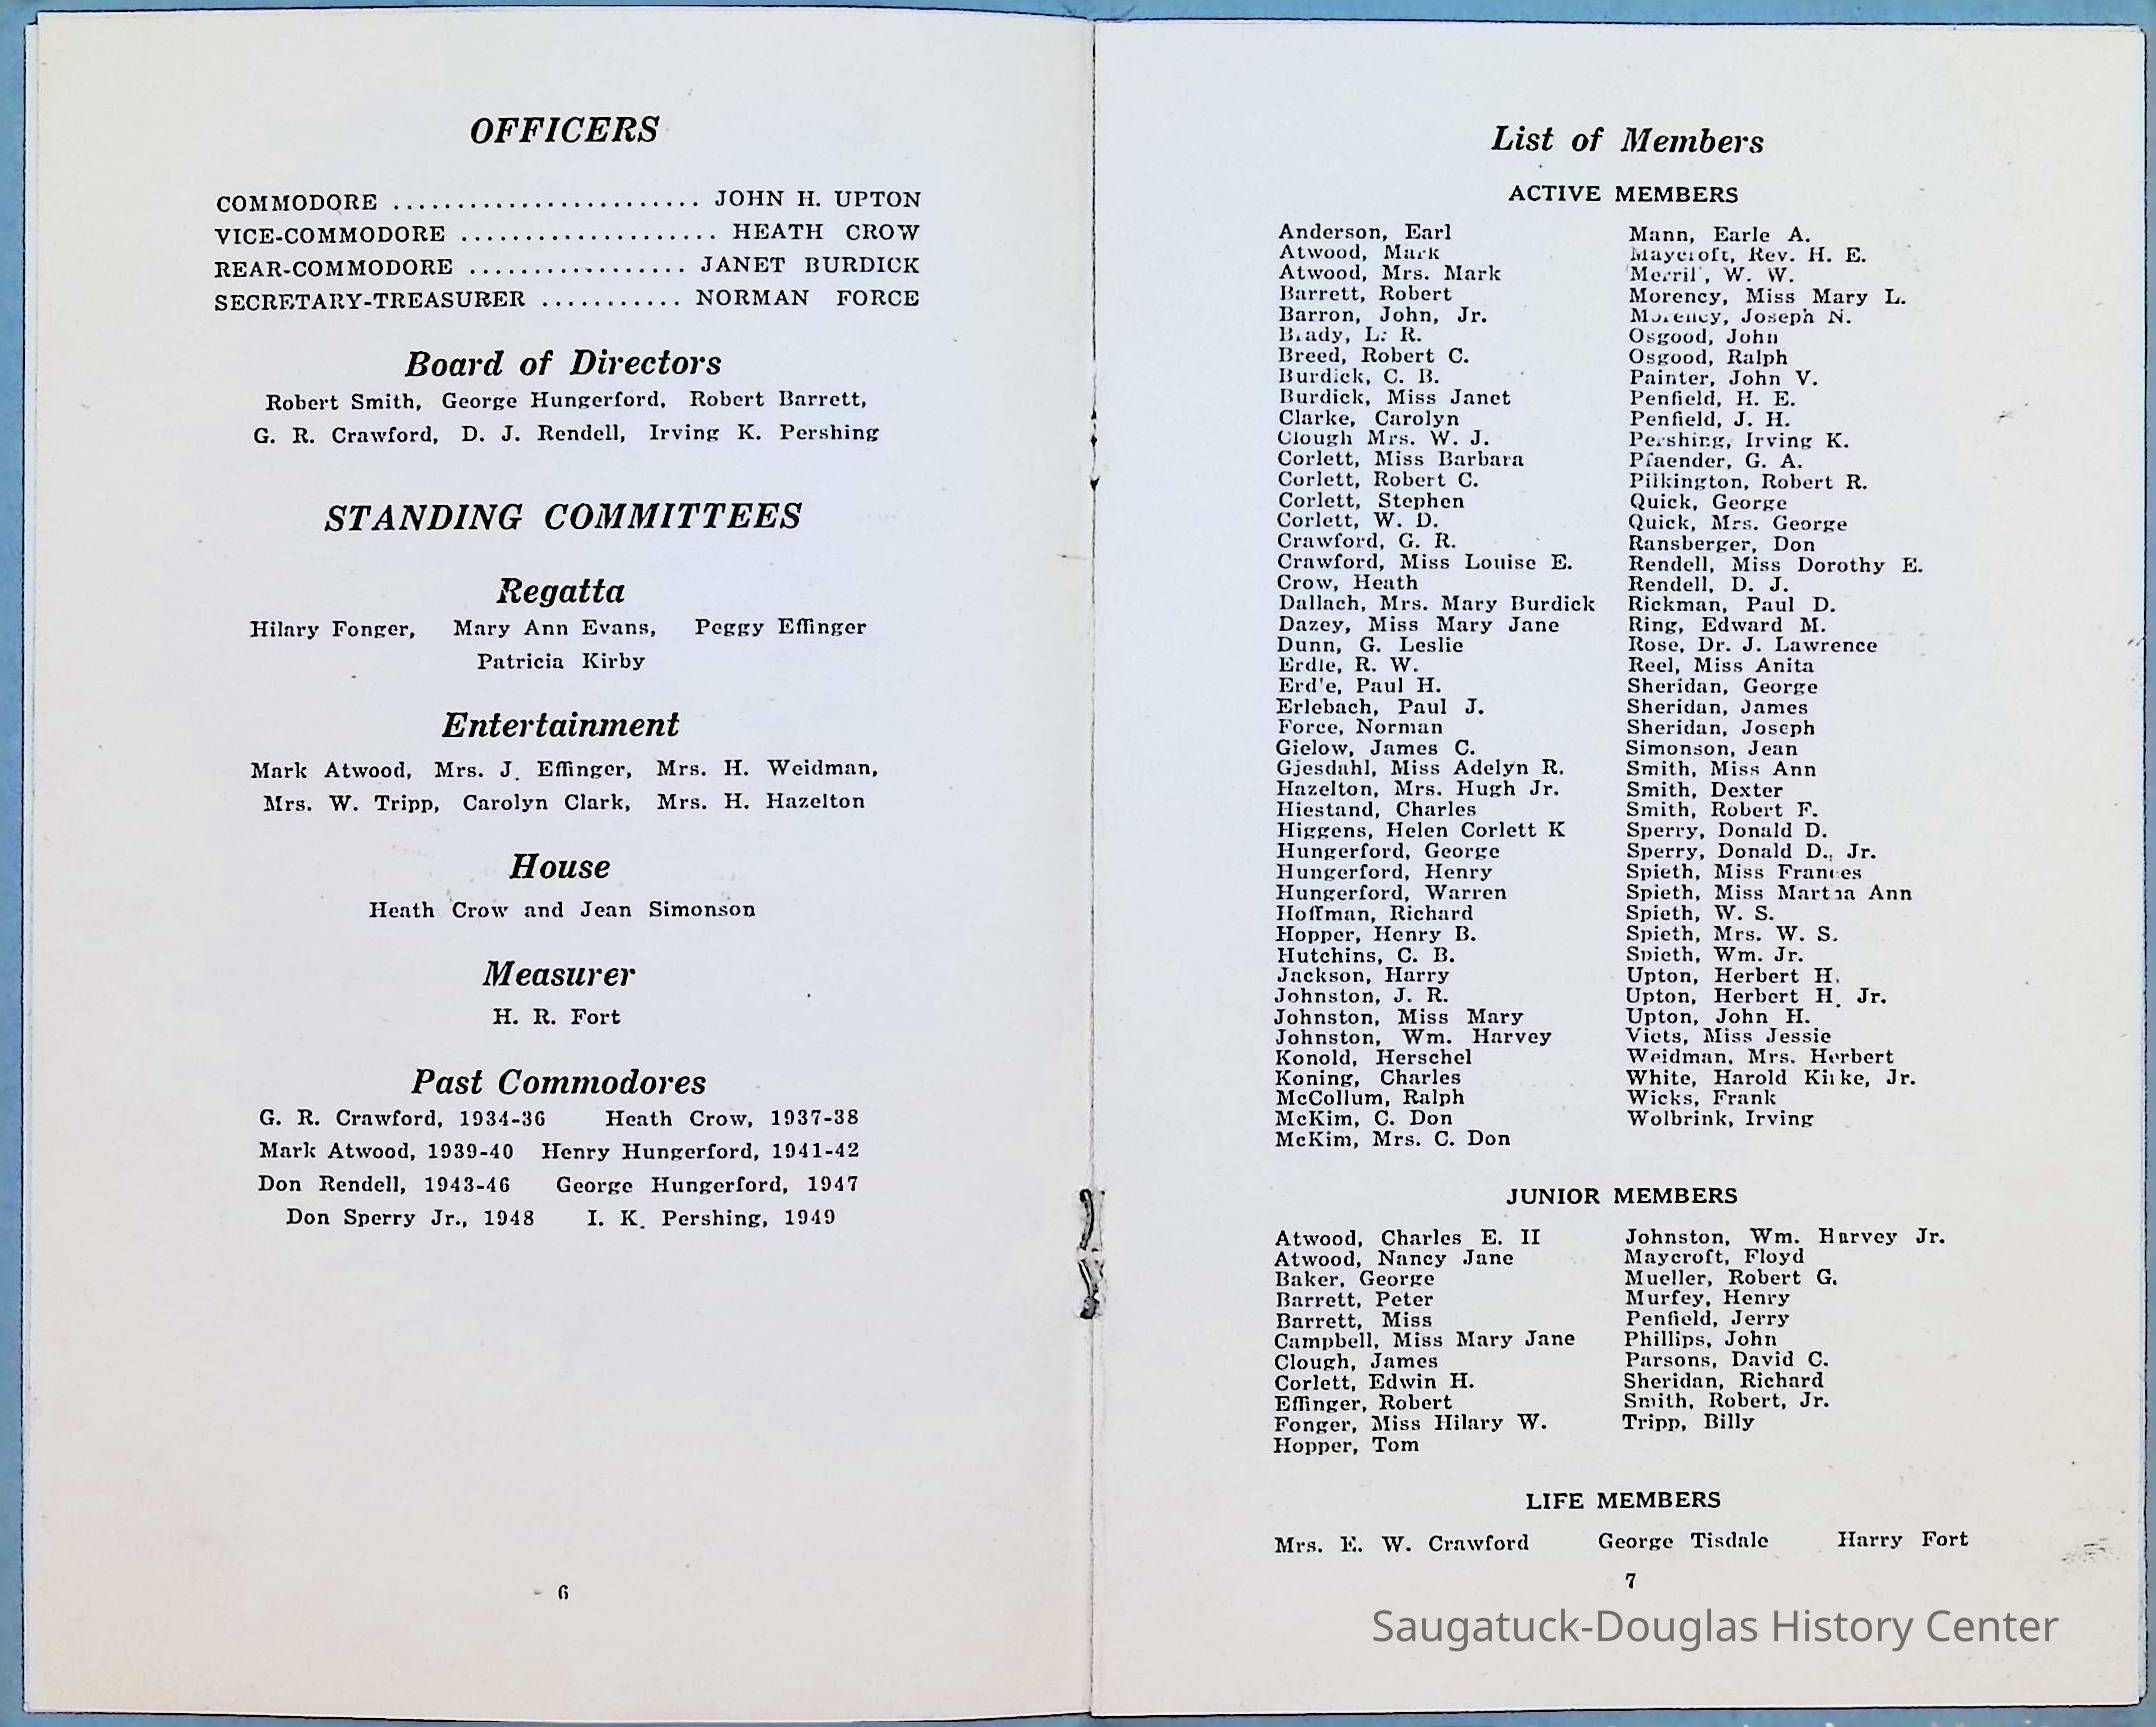 OFFICERS
COMMODORE ........................ JOHN H. UPTON
VICE-COMMODORE .................... HEATH CROW
REAR-COMMODORE ................. JANET BURDICK
SECRETARY-TREASURER ........... NORMAN FORCE
Board of Directors
Robert Smith, George Hungerford, Robert Barrett,
G. R. Crawford, D. J. Rendell, Irving K. Pershing
STANDING COMMITTEES
Regatta
Hilary Fonger, Mary Ann Evans, Peggy Effinger
Patricia Kirby
Entertainment
Mark Atwood, Mrs. J. Effinger, Mrs. H. Weidman,
Mrs. W. Tripp, Carolyn Clark, Mrs. H. Hazelton
House
Heath Crow and Jean Simonson
Measurer
H. R. Fort
Past Commodores
G. R. Crawford, 1934-36 Heath Crow, 1937-38
Mark Atwood, 1939-40 Henry Hungerford, 1941-42
Don Rendell, 1943-46 George Hungerford, 1947
Don Sperry Jr., 1948 I. K. Pershing, 1949
6
List of Members
ACTIVE MEMBERS
Anderson, Earl
Atwood, Mark
Atwood, Mrs. Mark
Barrett, Robert
Barron, John, Jr.
Brady, L. R.
Breed, Robert C.
Burdick, C. B.
Burdick, Miss Janet
Clarke, Carolyn
Clough Mrs. W. J.
Corlett, Miss Barbara
Corlett, Robert C.
Corlett, Stephen
Corlett, W. D.
Crawford, G. R.
Crawford, Miss Louise E.
Crow, Heath
Dallach, Mrs. Mary Burdick
Dazey, Miss Mary Jane
Dunn, G. Leslie
Erdle, R. W.
Erd'e, Paul H.
Erlebach, Paul J.
Force, Norman
Gielow, James C.
Gjesdahl, Miss Adelyn R.
Hazelton, Mrs. Hugh Jr.
Hiestand, Charles
Higgens, Helen Corlett K
Hungerford, George
Hungerford, Henry
Hungerford, Warren
Hoffman, Richard
Hopper, Henry B.
Hutchins, C. B.
Jackson, Harry
Johnston, J. R.
Johnston, Miss Mary
Johnston, Wm. Harvey
Konold, Herschel
Koning, Charles
McCollum, Ralph
McKim, C. Don
McKim, Mrs. C. Don
Mann, Earle A.
Maycroft, Rev. H. E.
Merril', W. W.
Morency, Miss Mary L.
Morency, Joseph N.
Osgood, John
Osgood, Ralph
Painter, John V.
Penfield, H. E.
Penfield, J. H.
Pershing, Irving K.
Pfaender, G. A.
Pilkington, Robert R.
Quick, George
Quick, Mrs. George
Ransberger, Don
Rendell, Miss Dorothy E.
Rendell, D. J.
Rickman, Paul D.
Ring, Edward M.
Rose, Dr. J. Lawrence
Reel, Miss Anita
Sheridan, George
Sheridan, James
Sheridan, Joseph
Simonson, Jean
Smith, Miss Ann
Smith, Dexter
Smith, Robert F.
Sperry, Donald D.
Sperry, Donald D., Jr.
Spieth, Miss Frances
Spieth, Miss Martha Ann
Spieth, W. S.
Spieth, Mrs. W. S.
Spieth, Wm. Jr.
Upton, Herbert H.
Upton, Herbert H. Jr.
Upton, John H.
Viets, Miss Jessie
Weidman, Mrs. Herbert
White, Harold Kirke, Jr.
Wicks, Frank
Wolbrink, Irving
JUNIOR MEMBERS
Atwood, Charles E. II
Atwood, Nancy Jane
Baker, George
Barrett, Peter
Barrett, Miss
Campbell, Miss Mary Jane
Clough, James
Corlett, Edwin H.
Effinger, Robert
Fonger, Miss Hilary W.
Hopper, Tom
Johnston, Wm. Harvey Jr.
Maycroft, Floyd
Mueller, Robert G.
Murfey, Henry
Penfield, Jerry
Phillips, John
Parsons, David C.
Sheridan, Richard
Smith, Robert, Jr.
Tripp, Billy
LIFE MEMBERS
Mrs. E. W. Crawford George Tisdale Harry Fort
7
Saugatuck-Douglas History Center